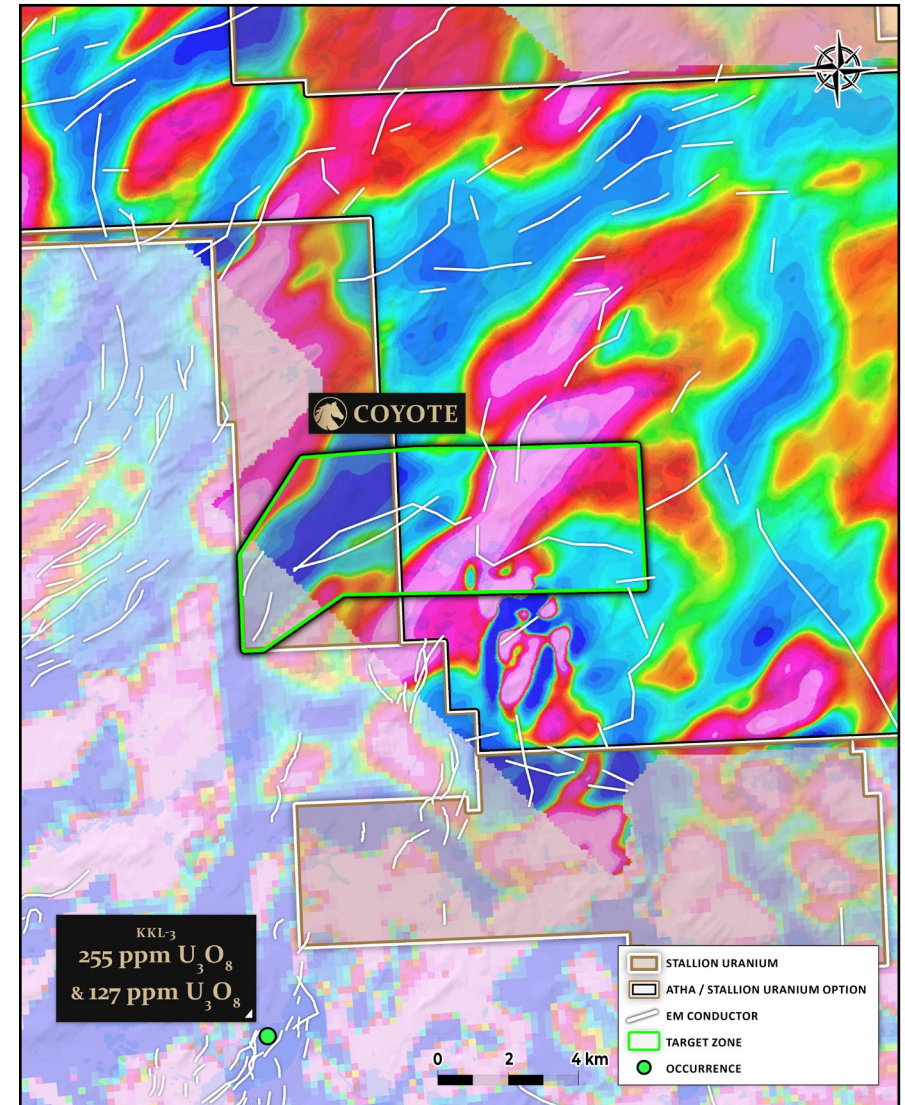 COYOTE
KKL-3
255 ppm U₃O₈
& 127 ppm U₃O₈
0 2 4 km
STALLION URANIUM
ATHA / STALLION URANIUM OPTION
EM CONDUCTOR
TARGET ZONE
OCCURRENCE